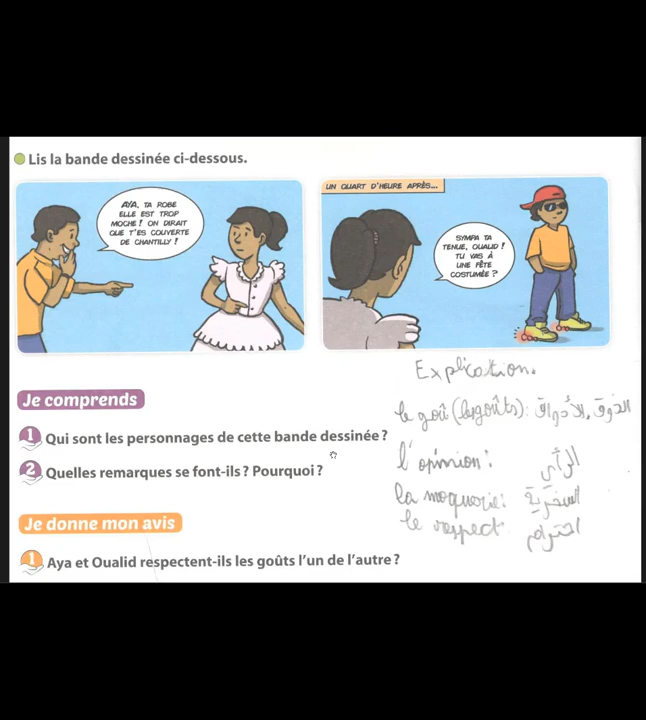 Lis la bande dessinée ci-dessous.
AYA, TA ROBE
ELLE EST TROP
MOCHE ! ON DIRAIT
QUE T'ES COUVERTE
DE CHANTILLY !
UN QUART D'HEURE APRÈS...
SYMPA TA
TENUE, OUALID !
TU VAS À
UNE FÊTE
COSTUMÉE ?
Explication.
Je comprends
le goû (les goûts): الذوق، الأذواق
1 Qui sont les personnages de cette bande dessinée ?
l'opinion: الرأي
2 Quelles remarques se font-ils ? Pourquoi ?
la moquerie: السخرية
le respect: احترام
Je donne mon avis
1 Aya et Oualid respectent-ils les goûts l'un de l'autre ?